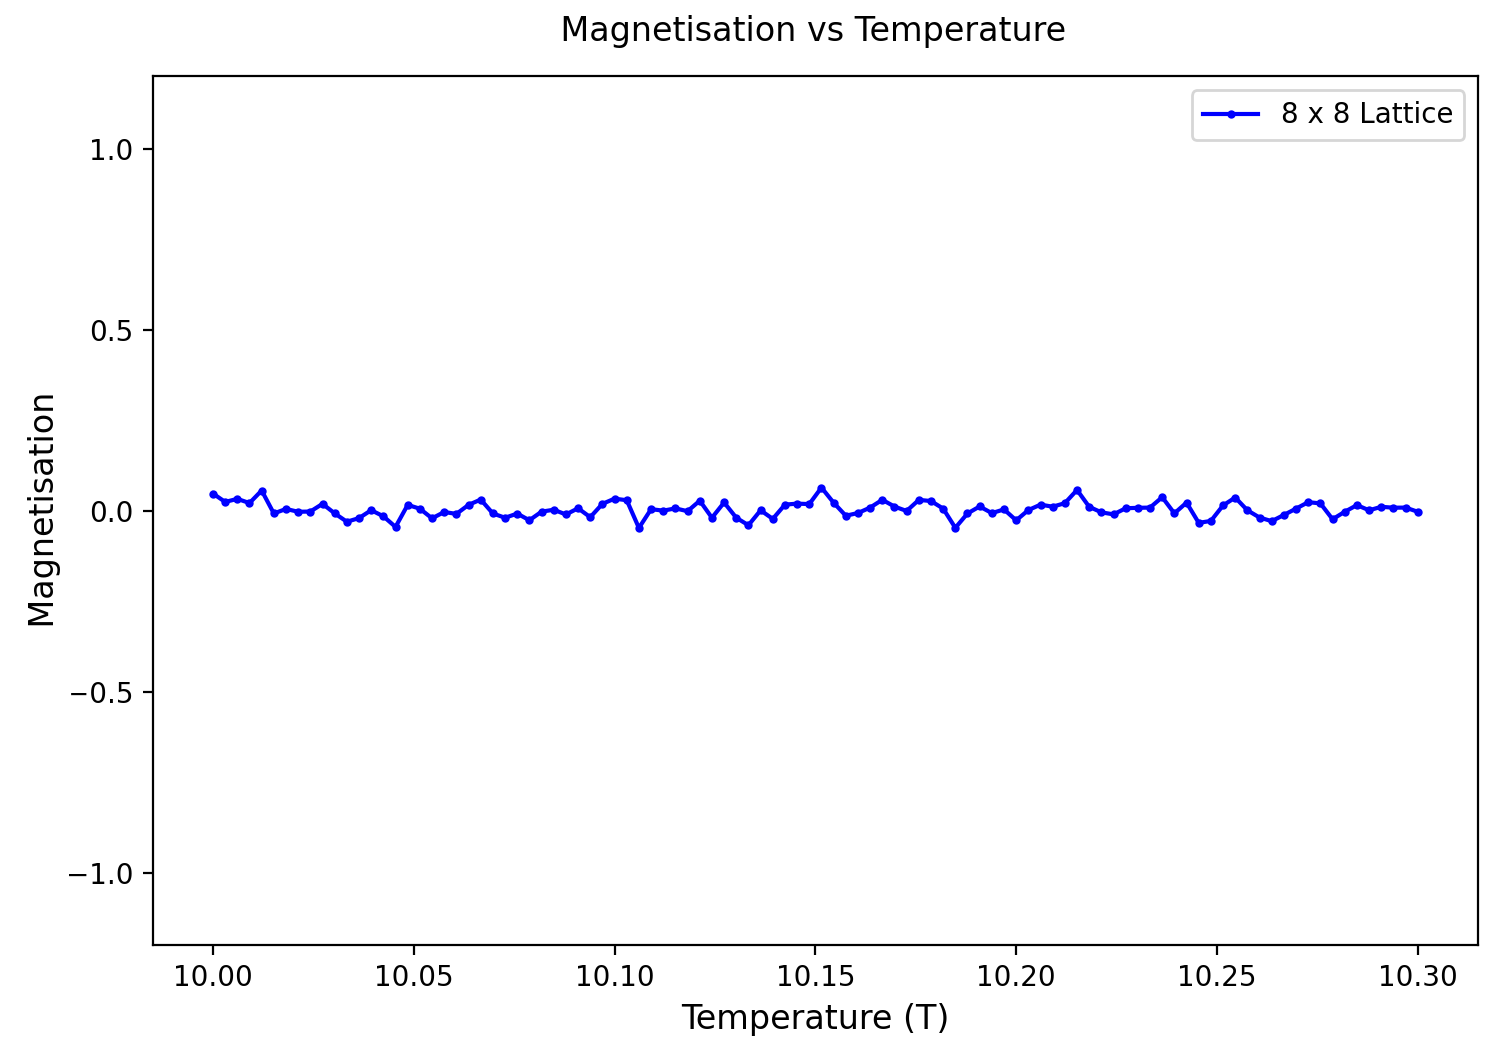 Magnetisation vs Temperature
8 x 8 Lattice
1.0
0.5
0.0
−0.5
−1.0
Magnetisation
10.00 10.05 10.10 10.15 10.20 10.25 10.30
Temperature (T)